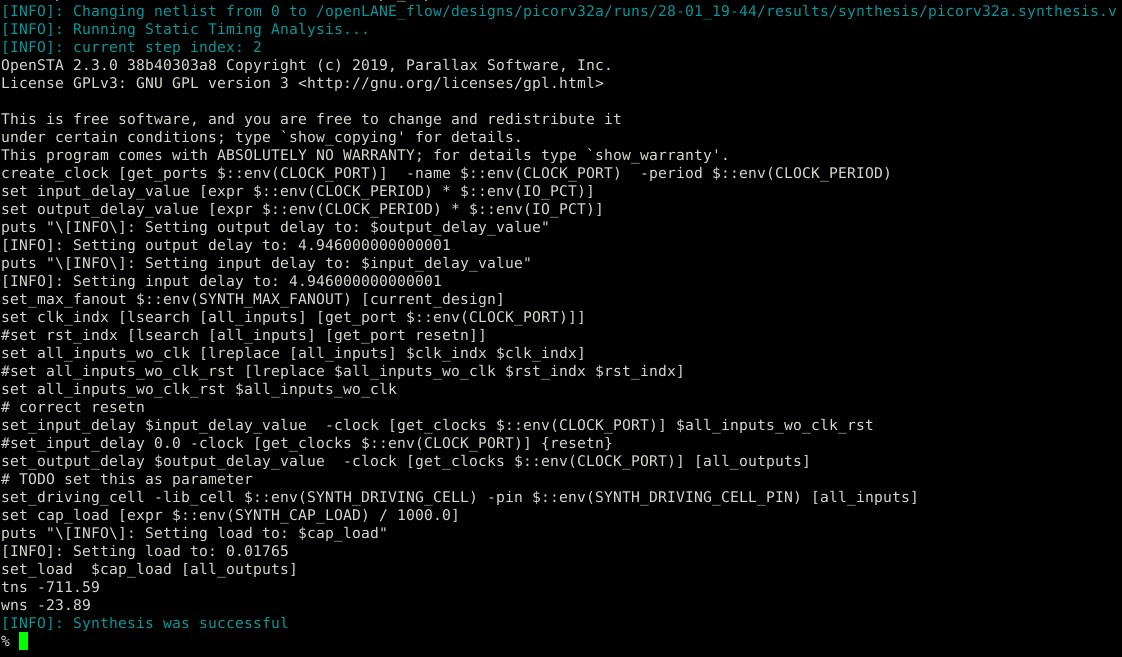 [INFO]: Changing netlist from 0 to /openLANE_flow/designs/picorv32a/runs/28-01_19-44/results/synthesis/picorv32a.synthesis.v
[INFO]: Running Static Timing Analysis...
[INFO]: current step index: 2
OpenSTA 2.3.0 38b40303a8 Copyright (c) 2019, Parallax Software, Inc.
License GPLv3: GNU GPL version 3 <http://gnu.org/licenses/gpl.html>

This is free software, and you are free to change and redistribute it
under certain conditions; type `show_copying' for details.
This program comes with ABSOLUTELY NO WARRANTY; for details type `show_warranty'.
create_clock [get_ports $::env(CLOCK_PORT)]  -name $::env(CLOCK_PORT)  -period $::env(CLOCK_PERIOD)
set input_delay_value [expr $::env(CLOCK_PERIOD) * $::env(IO_PCT)]
set output_delay_value [expr $::env(CLOCK_PERIOD) * $::env(IO_PCT)]
puts "\[INFO\]: Setting output delay to: $output_delay_value"
[INFO]: Setting output delay to: 4.946000000000001
puts "\[INFO\]: Setting input delay to: $input_delay_value"
[INFO]: Setting input delay to: 4.946000000000001
set_max_fanout $::env(SYNTH_MAX_FANOUT) [current_design]
set clk_indx [lsearch [all_inputs] [get_port $::env(CLOCK_PORT)]]
#set rst_indx [lsearch [all_inputs] [get_port resetn]]
set all_inputs_wo_clk [lreplace [all_inputs] $clk_indx $clk_indx]
#set all_inputs_wo_clk_rst [lreplace $all_inputs_wo_clk $rst_indx $rst_indx]
set all_inputs_wo_clk_rst $all_inputs_wo_clk
# correct resetn
set_input_delay $input_delay_value  -clock [get_clocks $::env(CLOCK_PORT)] $all_inputs_wo_clk_rst
#set_input_delay 0.0 -clock [get_clocks $::env(CLOCK_PORT)] {resetn}
set_output_delay $output_delay_value  -clock [get_clocks $::env(CLOCK_PORT)] [all_outputs]
# TODO set this as parameter
set_driving_cell -lib_cell $::env(SYNTH_DRIVING_CELL) -pin $::env(SYNTH_DRIVING_CELL_PIN) [all_inputs]
set cap_load [expr $::env(SYNTH_CAP_LOAD) / 1000.0]
puts "\[INFO\]: Setting load to: $cap_load"
[INFO]: Setting load to: 0.01765
set_load  $cap_load [all_outputs]
tns -711.59
wns -23.89
[INFO]: Synthesis was successful
%